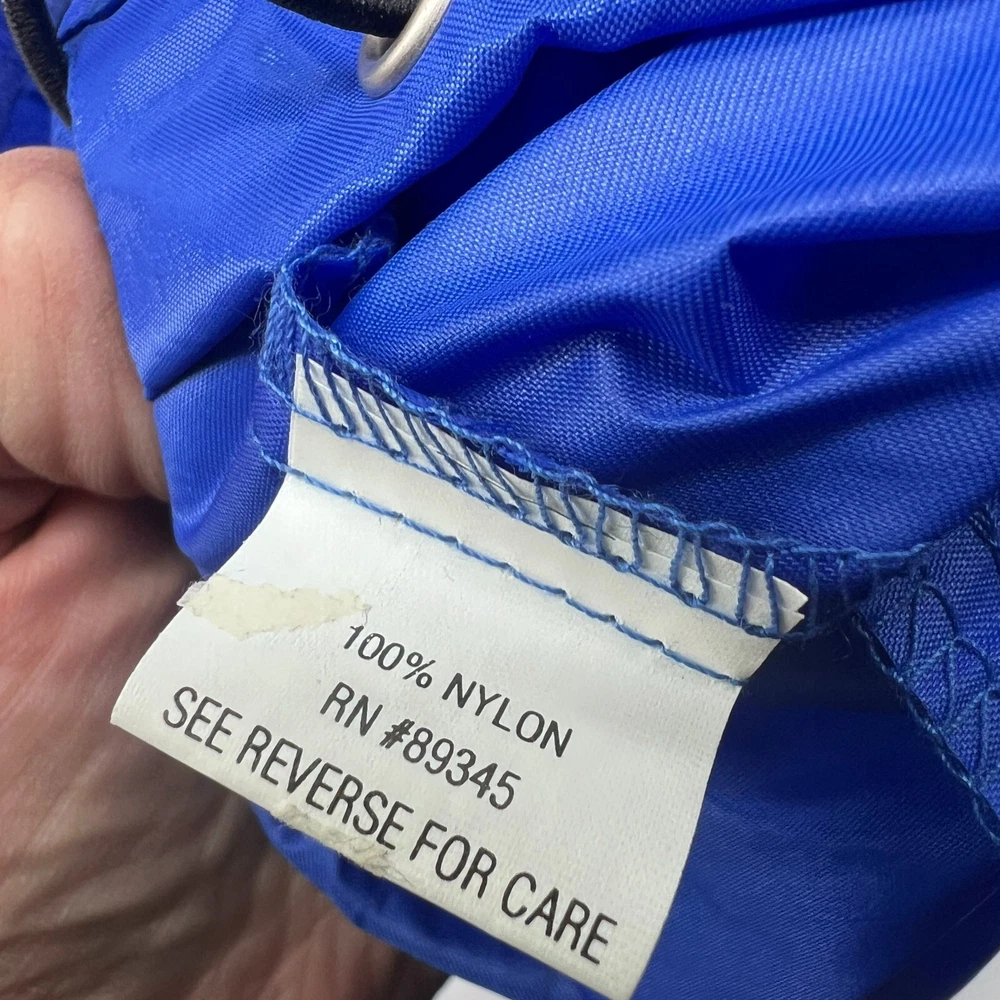 100% NYLON
RN #89345
SEE REVERSE FOR CARE